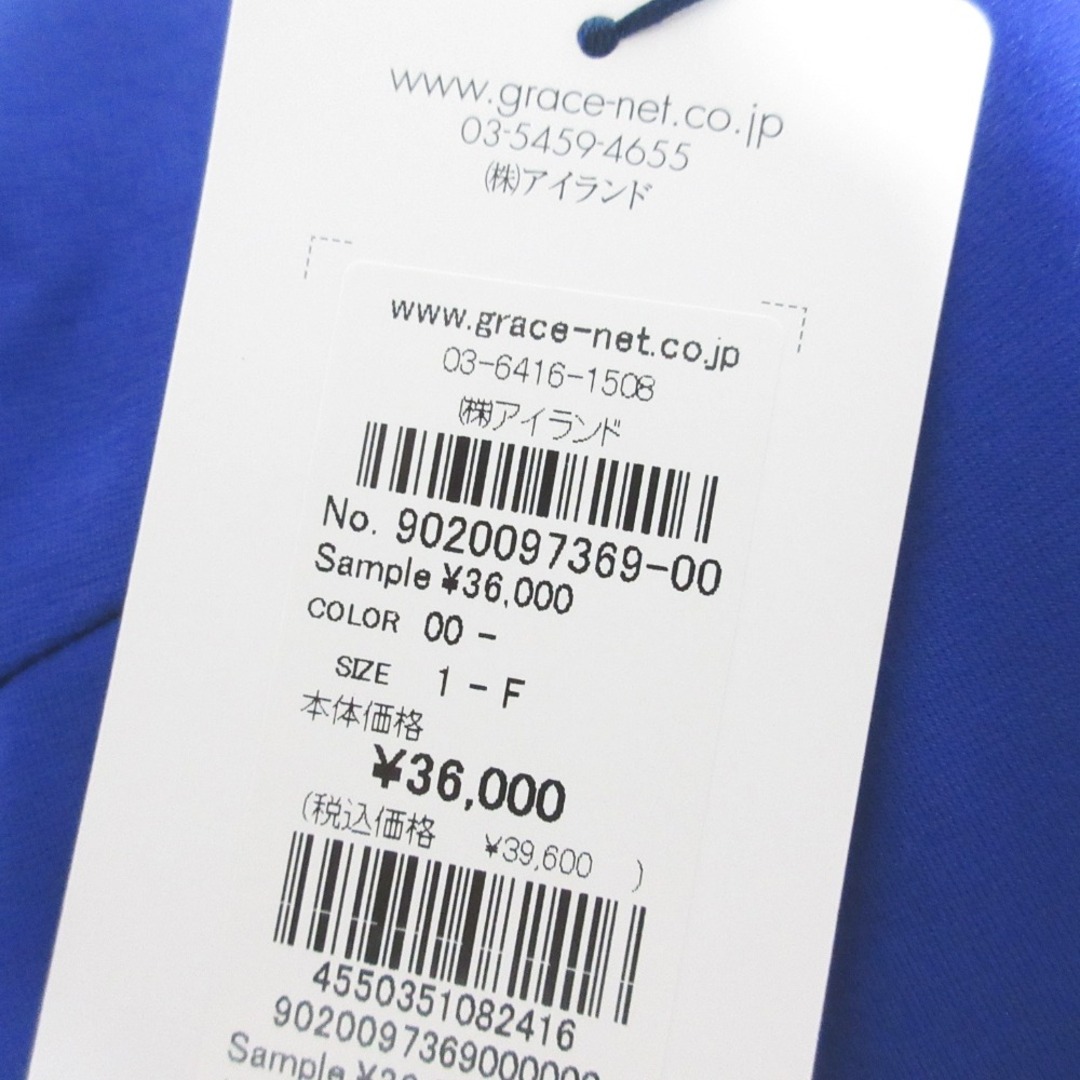 www.grace-net.co.jp
03-5459-4655
㈱アイランド
www.grace-net.co.jp
03-6416-1508
㈱アイランド
No. 9020097369-00
Sample ¥36,000
COLOR 00 -
SIZE 1 - F
本体価格
¥36,000
(税込価格 ¥39,600 )
4550351082416
Sample